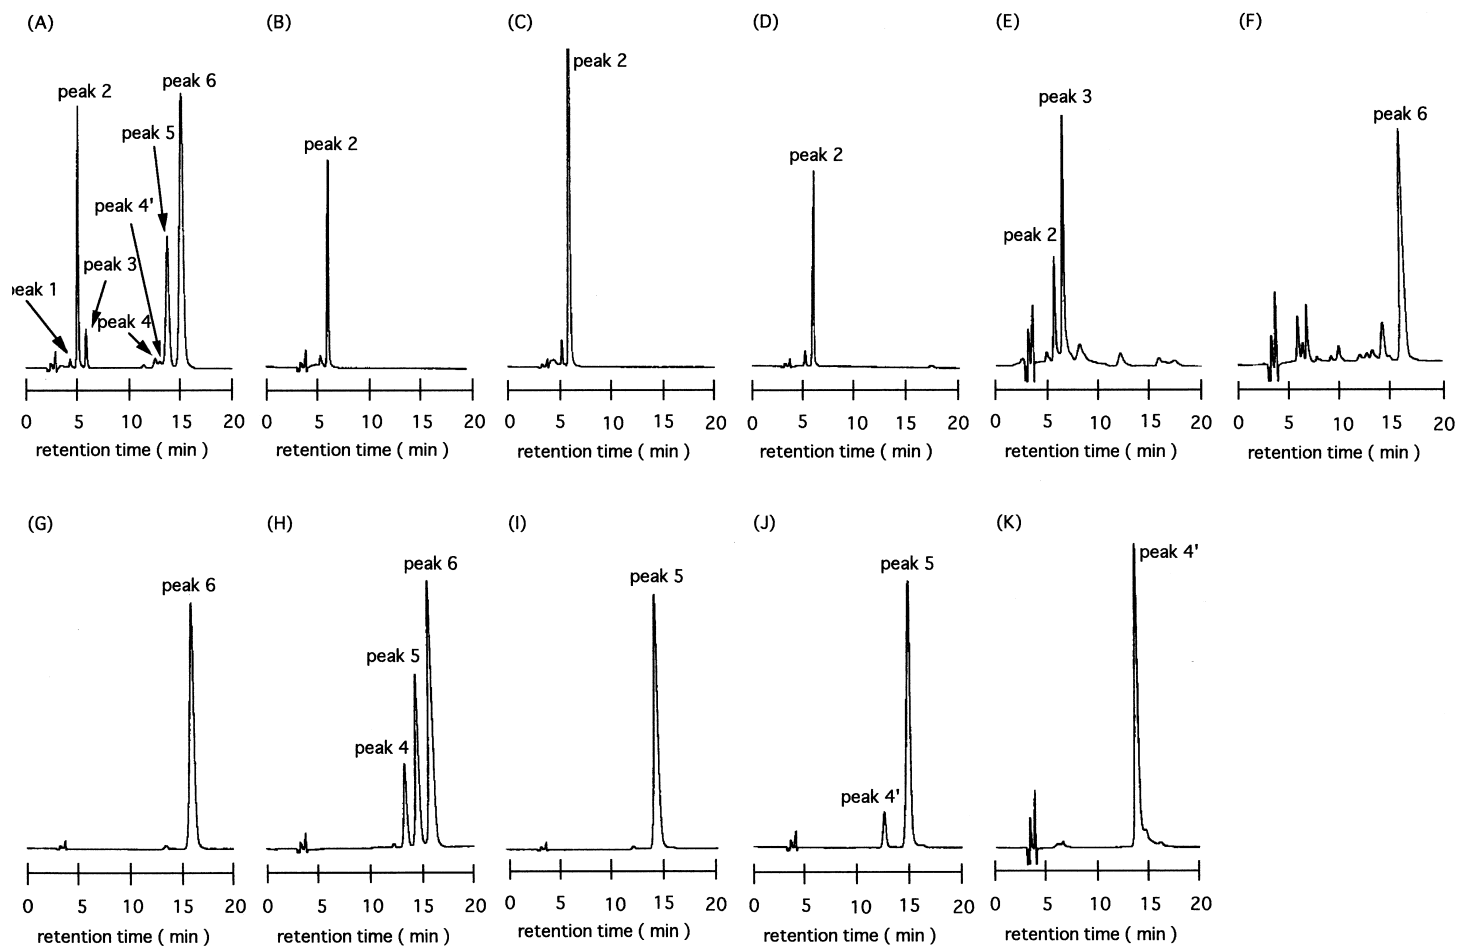 (A) (B) (C) (D) (E) (F)
peak 2 peak 6 peak 5 peak 4' peak 3 peak 1 peak 4
peak 2
peak 2
peak 2
peak 3 peak 2
peak 6
0 5 10 15 20 0 5 10 15 20 0 5 10 15 20 0 5 10 15 20 0 5 10 15 20 0 5 10 15 20
retention time ( min ) retention time ( min ) retention time ( min ) retention time ( min ) retention time ( min ) retention time ( min )
(G) (H) (I) (J) (K)
peak 6
peak 6 peak 5 peak 4
peak 5
peak 5 peak 4'
peak 4'
0 5 10 15 20 0 5 10 15 20 0 5 10 15 20 0 5 10 15 20 0 5 10 15 20
retention time ( min ) retention time ( min ) retention time ( min ) retention time ( min ) retention time ( min )